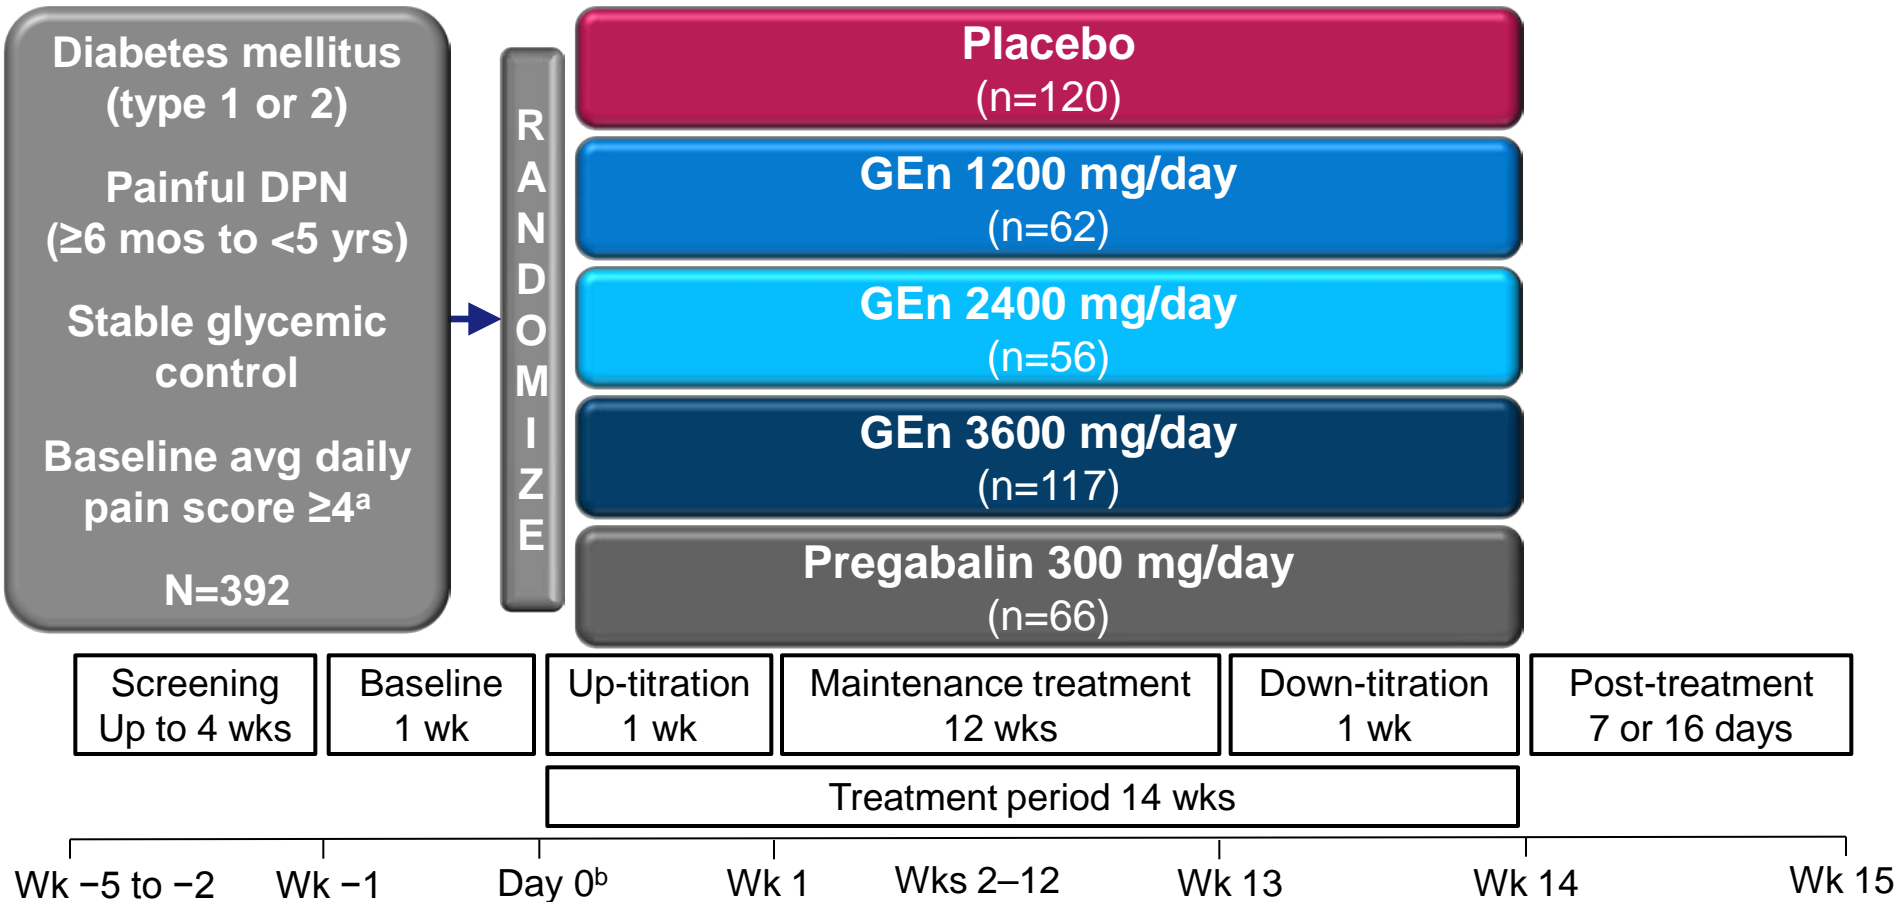 Diabetes mellitus
(type 1 or 2)
Painful DPN
(≥6 mos to <5 yrs)
Stable glycemic
control
Baseline avg daily
pain score ≥4ᵃ
N=392
RANDOMIZE
Placebo
(n=120)
GEn 1200 mg/day
(n=62)
GEn 2400 mg/day
(n=56)
GEn 3600 mg/day
(n=117)
Pregabalin 300 mg/day
(n=66)
Screening
Up to 4 wks
Baseline
1 wk
Up-titration
1 wk
Maintenance treatment
12 wks
Down-titration
1 wk
Post-treatment
7 or 16 days
Treatment period 14 wks
Wk −5 to −2
Wk −1
Day 0ᵇ
Wk 1
Wks 2–12
Wk 13
Wk 14
Wk 15